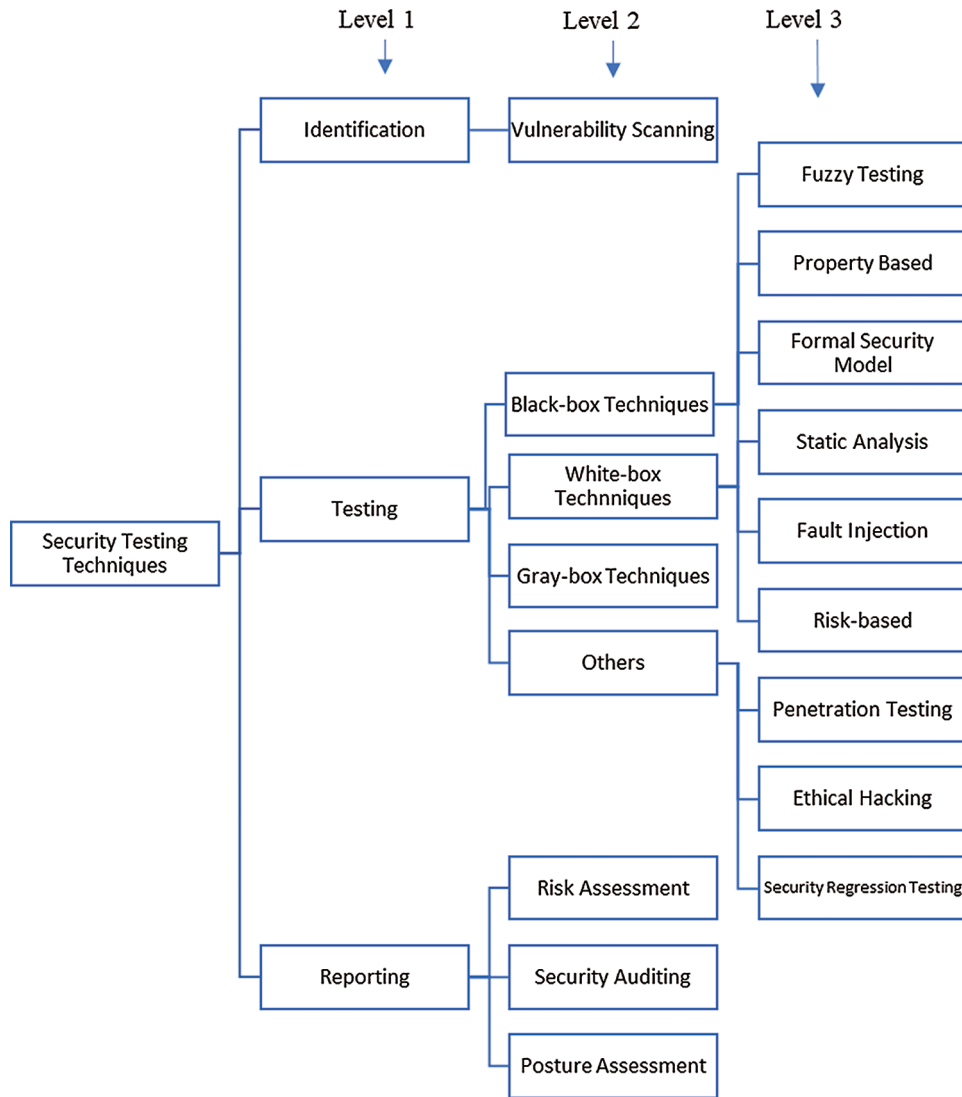 Level 1
Level 2
Level 3
Identification
Vulnerability Scanning
Fuzzy Testing
Property Based
Formal Security
Model
Black-box Techniques
Static Analysis
White-box
Technniques
Testing
Fault Injection
Security Testing
Techniques
Gray-box Techniques
Risk-based
Others
Penetration Testing
Ethical Hacking
Risk Assessment
Security Regression Testing
Reporting
Security Auditing
Posture Assessment